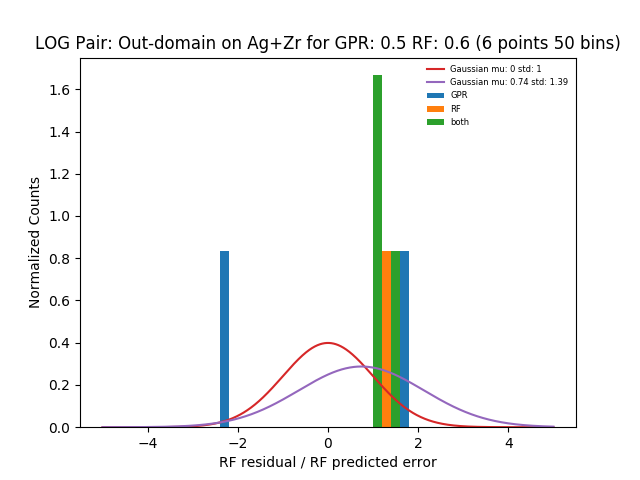 LOG Pair: Out-domain on Ag+Zr for GPR: 0.5 RF: 0.6 (6 points 50 bins)
Gaussian mu: 0 std: 1
Gaussian mu: 0.74 std: 1.39
GPR
RF
both
Normalized Counts
1.6
1.4
1.2
1.0
0.8
0.6
0.4
0.2
0.0
−4 −2 0 2 4
RF residual / RF predicted error